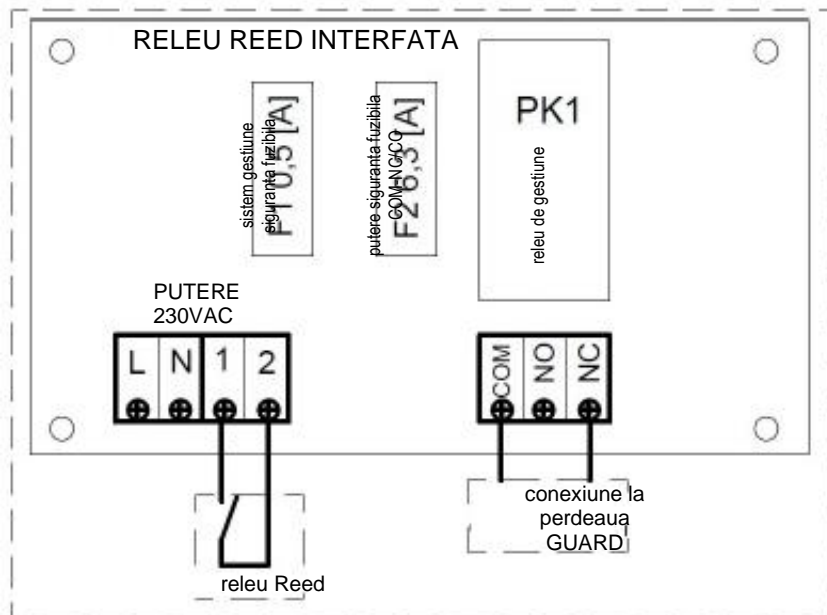 RELEU REED INTERFATA
sistem gestiune
siguranta fuzibila
F1 0,5 [A]
putere siguranta fuzibila
COM-NC/CO
F2 6,3 [A]
PK1
releu de gestiune
PUTERE
230VAC
L N 1 2
COM NO NC
releu Reed
conexiune la
perdeaua
GUARD